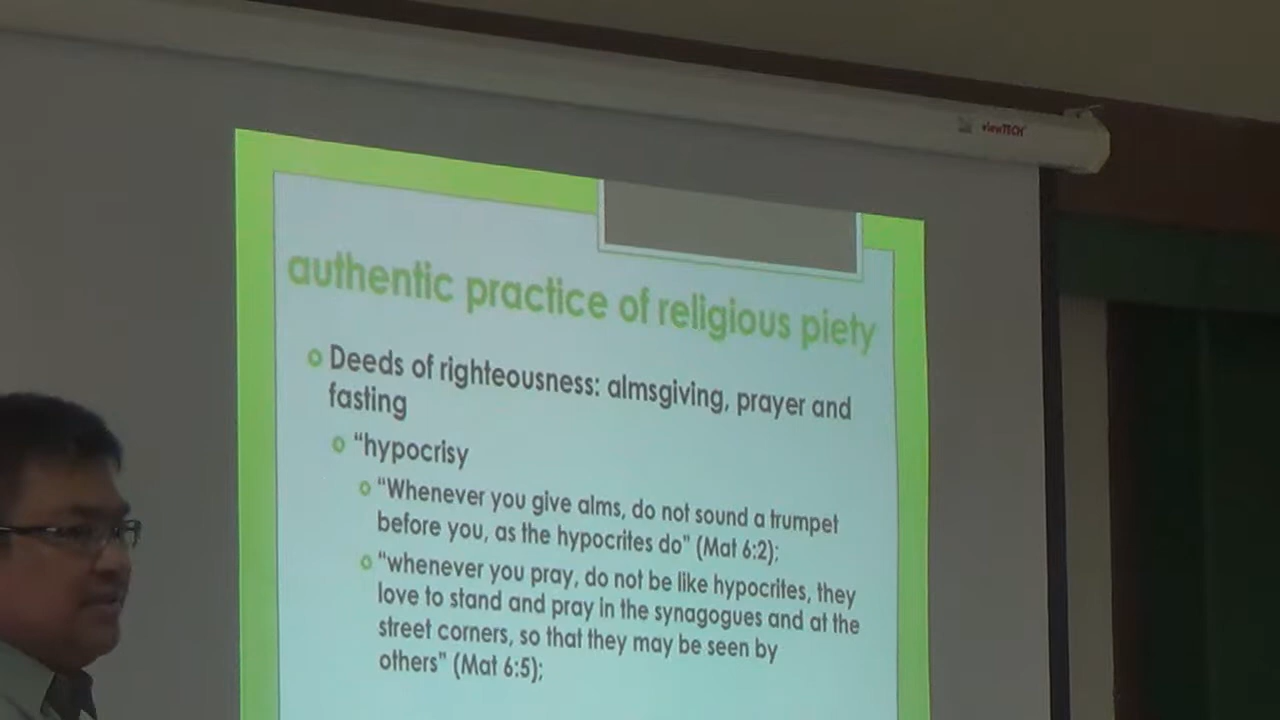 viewTECH
authentic practice of religious piety
Deeds of righteousness: almsgiving, prayer and
fasting
“hypocrisy
“Whenever you give alms, do not sound a trumpet
before you, as the hypocrites do” (Mat 6:2);
“whenever you pray, do not be like hypocrites, they
love to stand and pray in the synagogues and at the
street corners, so that they may be seen by
others” (Mat 6:5);